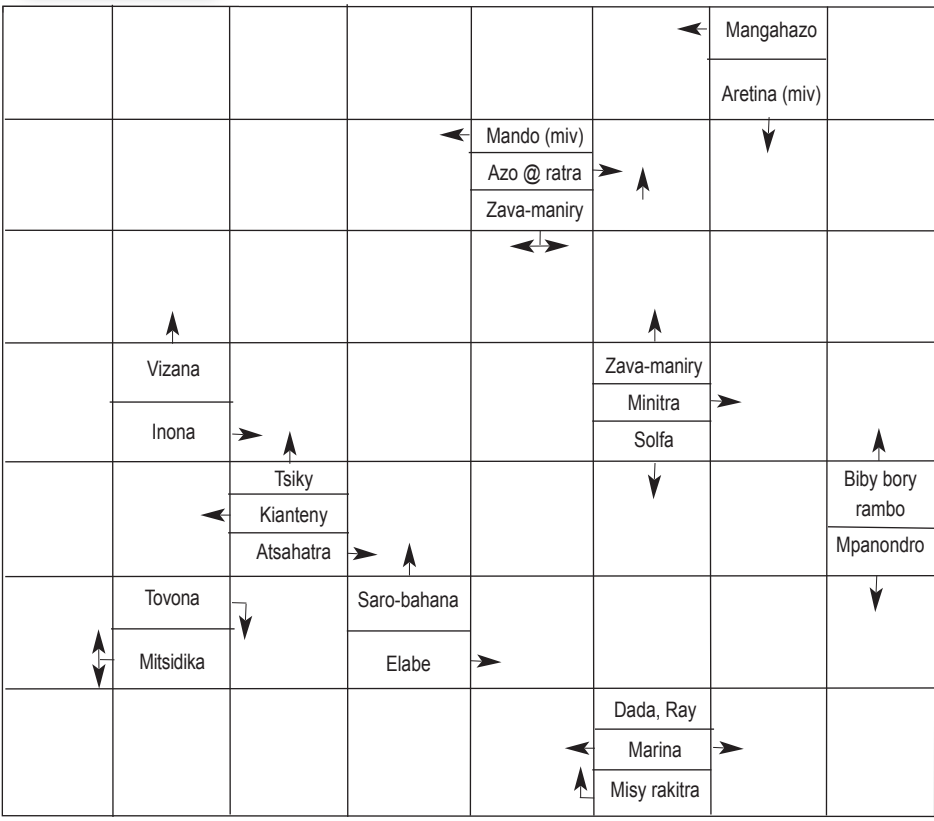 Mangahazo
Aretina (miv)
Mando (miv)
Azo @ ratra
Zava-maniry
Vizana
Inona
Zava-maniry
Minitra
Solfa
Tsiky
Kianteny
Atsahatra
Biby bory
rambo
Mpanondro
Tovona
Mitsidika
Saro-bahana
Elabe
Dada, Ray
Marina
Misy rakitra